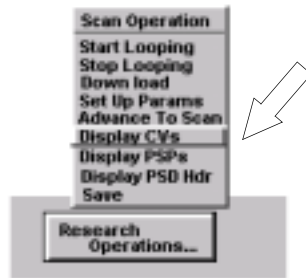 Scan Operation
Start Looping
Stop Looping
Down load
Set Up Params
Advance To Scan
Display CVs
Display PSPs
Display PSD Hdr
Save
Research
Operations...